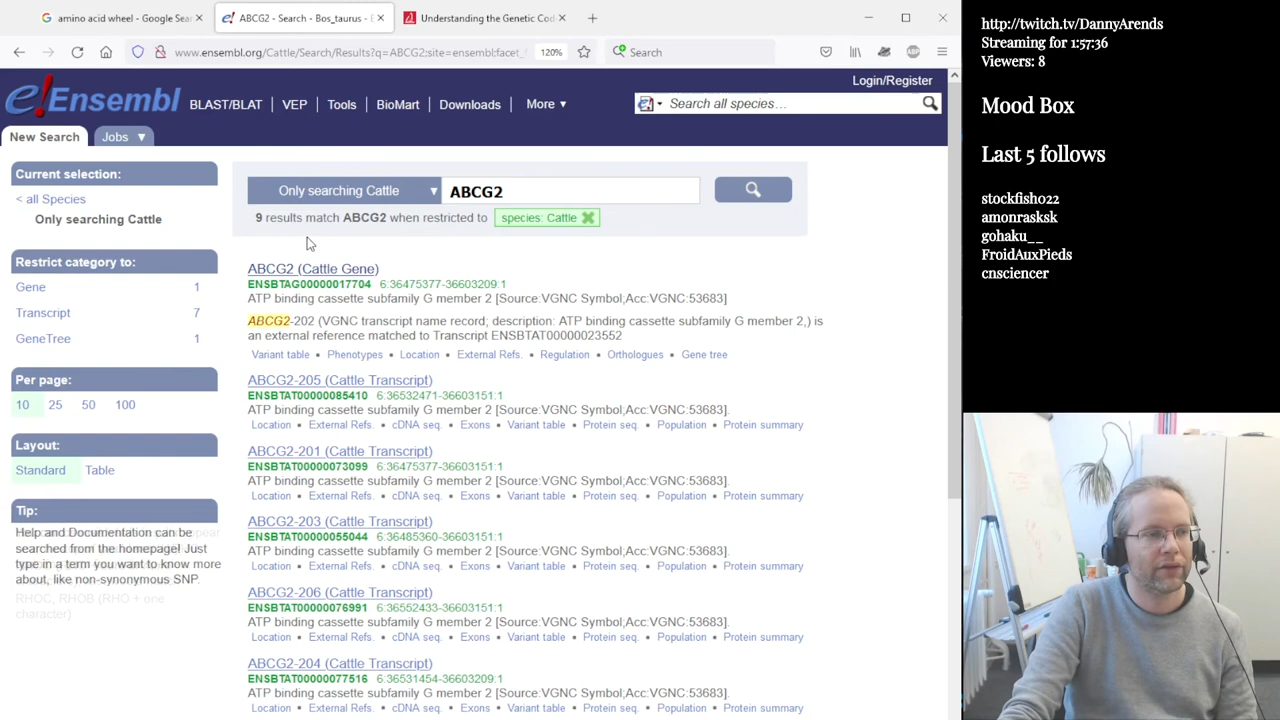 amino acid wheel - Google Sea
ABCG2 - Search - Bos_taurus -
Understanding the Genetic Cod
www.ensembl.org/Cattle/Search/Results?q=ABCG2;site=ensembl;facet_
120%
Search
Login/Register
e!Ensembl
BLAST/BLAT
VEP
Tools
BioMart
Downloads
More ▼
Search all species…
New Search
Jobs ▼
Current selection:
< all Species
Only searching Cattle
Restrict category to:
Gene 1
Transcript 7
GeneTree 1
Per page:
10 25 50 100
Layout:
Standard Table
Tip:
Help and Documentation can be
searched from the homepage! Just
type in a term you want to know more
about, like non-synonymous SNP.
RHOC, RHOB (RHO + one
character)
Only searching Cattle ▼ ABCG2
9 results match ABCG2 when restricted to species: Cattle
ABCG2 (Cattle Gene)
ENSBTAG00000017704 6:36475377-36603209:1
ATP binding cassette subfamily G member 2 [Source:VGNC Symbol;Acc:VGNC:53683]
ABCG2-202 (VGNC transcript name record; description: ATP binding cassette subfamily G member 2,) is
an external reference matched to Transcript ENSBTAT00000023552
Variant table • Phenotypes • Location • External Refs. • Regulation • Orthologues • Gene tree
ABCG2-205 (Cattle Transcript)
ENSBTAT00000085410 6:36532471-36603151:1
ATP binding cassette subfamily G member 2 [Source:VGNC Symbol;Acc:VGNC:53683].
Location • External Refs. • cDNA seq. • Exons • Variant table • Protein seq. • Population • Protein summary
ABCG2-201 (Cattle Transcript)
ENSBTAT00000073099 6:36475377-36603151:1
ATP binding cassette subfamily G member 2 [Source:VGNC Symbol;Acc:VGNC:53683].
Location • External Refs. • cDNA seq. • Exons • Variant table • Protein seq. • Population • Protein summary
ABCG2-203 (Cattle Transcript)
ENSBTAT00000055044 6:36485360-36603151:1
ATP binding cassette subfamily G member 2 [Source:VGNC Symbol;Acc:VGNC:53683].
Location • External Refs. • cDNA seq. • Exons • Variant table • Protein seq. • Population • Protein summary
ABCG2-206 (Cattle Transcript)
ENSBTAT00000076991 6:36552433-36603151:1
ATP binding cassette subfamily G member 2 [Source:VGNC Symbol;Acc:VGNC:53683].
Location • External Refs. • cDNA seq. • Exons • Variant table • Protein seq. • Population • Protein summary
ABCG2-204 (Cattle Transcript)
ENSBTAT00000077516 6:36531454-36603209:1
ATP binding cassette subfamily G member 2 [Source:VGNC Symbol;Acc:VGNC:53683].
Location • External Refs. • cDNA seq. • Exons • Variant table • Protein seq. • Population • Protein summary
http://twitch.tv/DannyArends
Streaming for 1:57:36
Viewers: 8
Mood Box
Last 5 follows
stockfish022
amonrasksk
gohaku__
FroidAuxPieds
cnsciencer